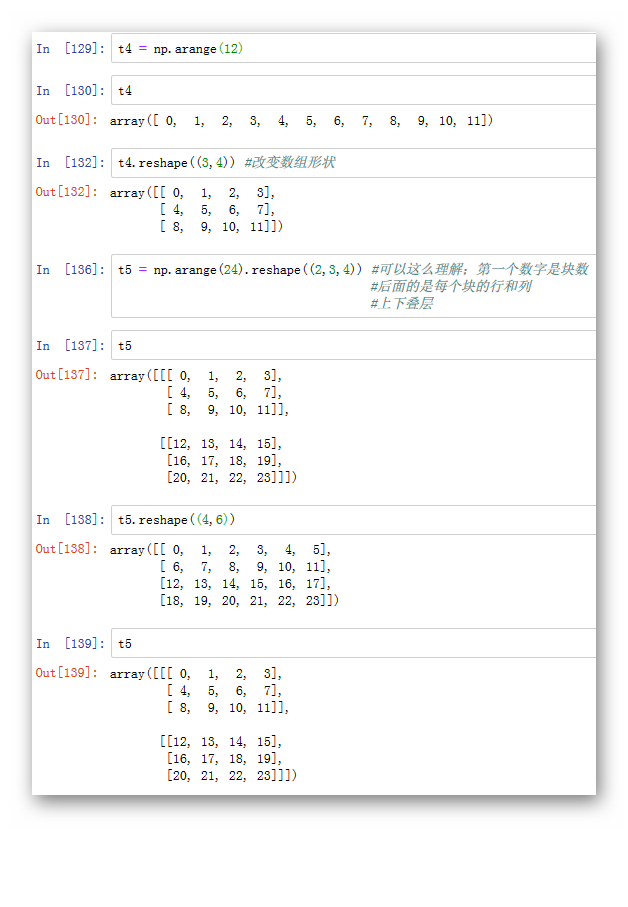 In [129]: t4 = np.arange(12)
In [130]: t4
Out[130]: array([ 0, 1, 2, 3, 4, 5, 6, 7, 8, 9, 10, 11])
In [132]: t4.reshape((3,4)) #改变数组形状
Out[132]: array([[ 0, 1, 2, 3],
[ 4, 5, 6, 7],
[ 8, 9, 10, 11]])
In [136]: t5 = np.arange(24).reshape((2,3,4)) #可以这么理解；第一个数字是块数
#后面的是每个块的行和列
#上下叠层
In [137]: t5
Out[137]: array([[[ 0, 1, 2, 3],
[ 4, 5, 6, 7],
[ 8, 9, 10, 11]],
[[12, 13, 14, 15],
[16, 17, 18, 19],
[20, 21, 22, 23]]])
In [138]: t5.reshape((4,6))
Out[138]: array([[ 0, 1, 2, 3, 4, 5],
[ 6, 7, 8, 9, 10, 11],
[12, 13, 14, 15, 16, 17],
[18, 19, 20, 21, 22, 23]])
In [139]: t5
Out[139]: array([[[ 0, 1, 2, 3],
[ 4, 5, 6, 7],
[ 8, 9, 10, 11]],
[[12, 13, 14, 15],
[16, 17, 18, 19],
[20, 21, 22, 23]]])